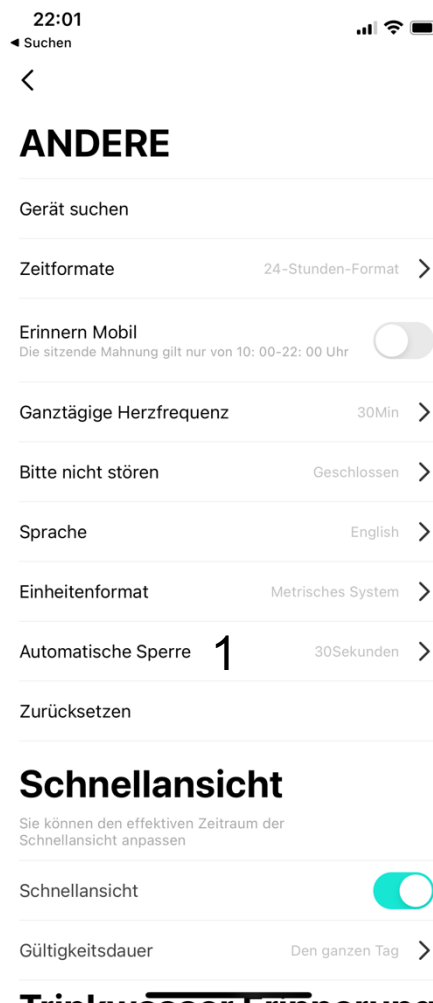 22:01
◀ Suchen
ANDERE
Gerät suchen
Zeitformate 24-Stunden-Format
Erinnern Mobil
Die sitzende Mahnung gilt nur von 10: 00-22: 00 Uhr
Ganztägige Herzfrequenz 30Min
Bitte nicht stören Geschlossen
Sprache English
Einheitenformat Metrisches System
Automatische Sperre 1 30Sekunden
Zurücksetzen
Schnellansicht
Sie können den effektiven Zeitraum der
Schnellansicht anpassen
Schnellansicht
Gültigkeitsdauer Den ganzen Tag
Trinkwasser Erinnerung